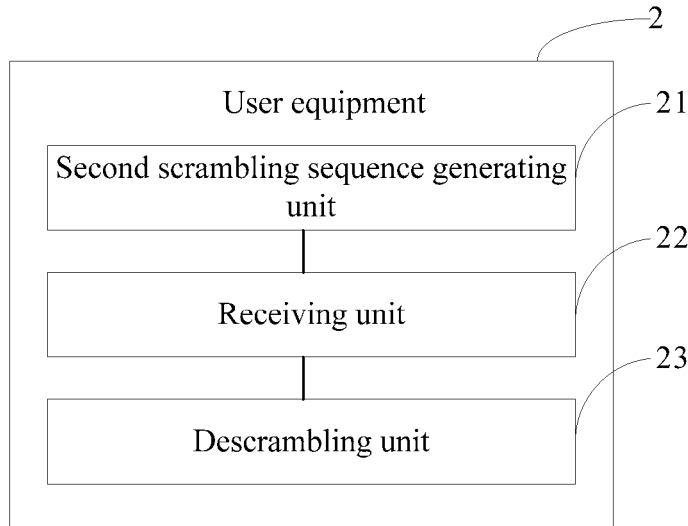 2
User equipment
21
Second scrambling sequence generating
unit
22
Receiving unit
23
Descrambling unit